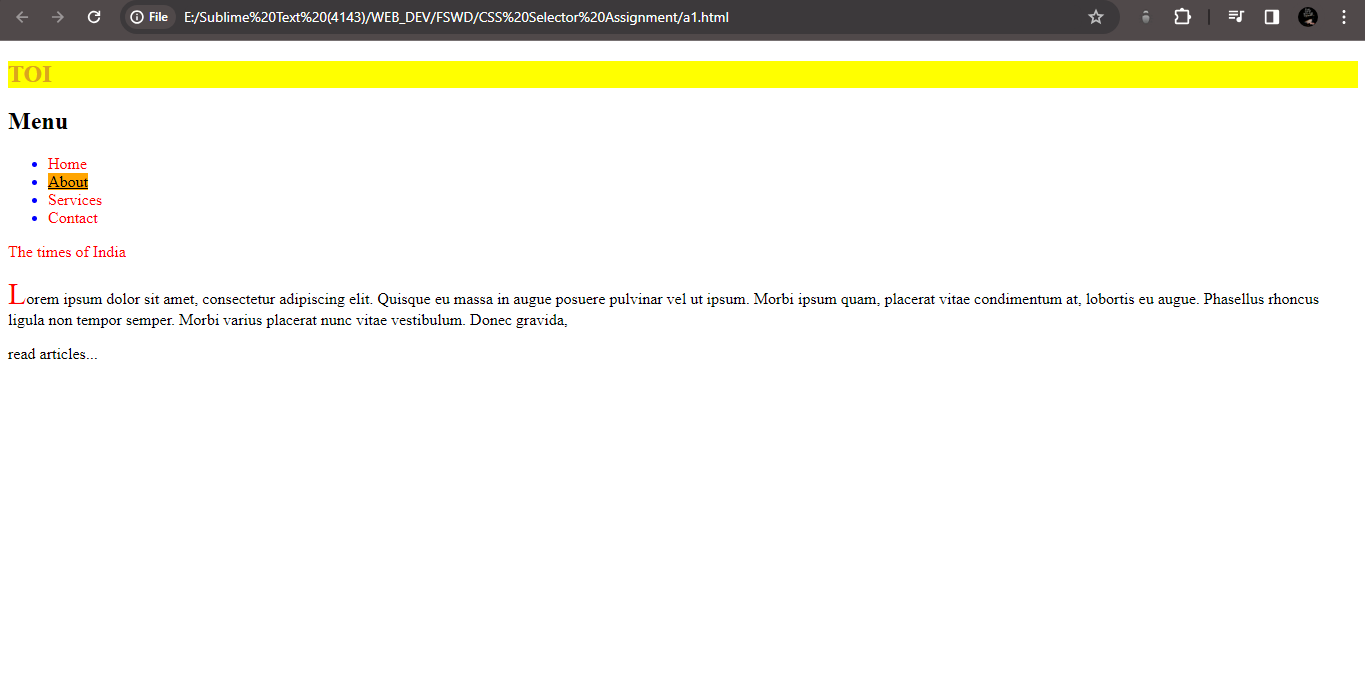 File E:/Sublime%20Text%20(4143)/WEB_DEV/FSWD/CSS%20Selector%20Assignment/a1.html
TOI
Menu
Home
About
Services
Contact
The times of India
Lorem ipsum dolor sit amet, consectetur adipiscing elit. Quisque eu massa in augue posuere pulvinar vel ut ipsum. Morbi ipsum quam, placerat vitae condimentum at, lobortis eu augue. Phasellus rhoncus
ligula non tempor semper. Morbi varius placerat nunc vitae vestibulum. Donec gravida,
read articles...